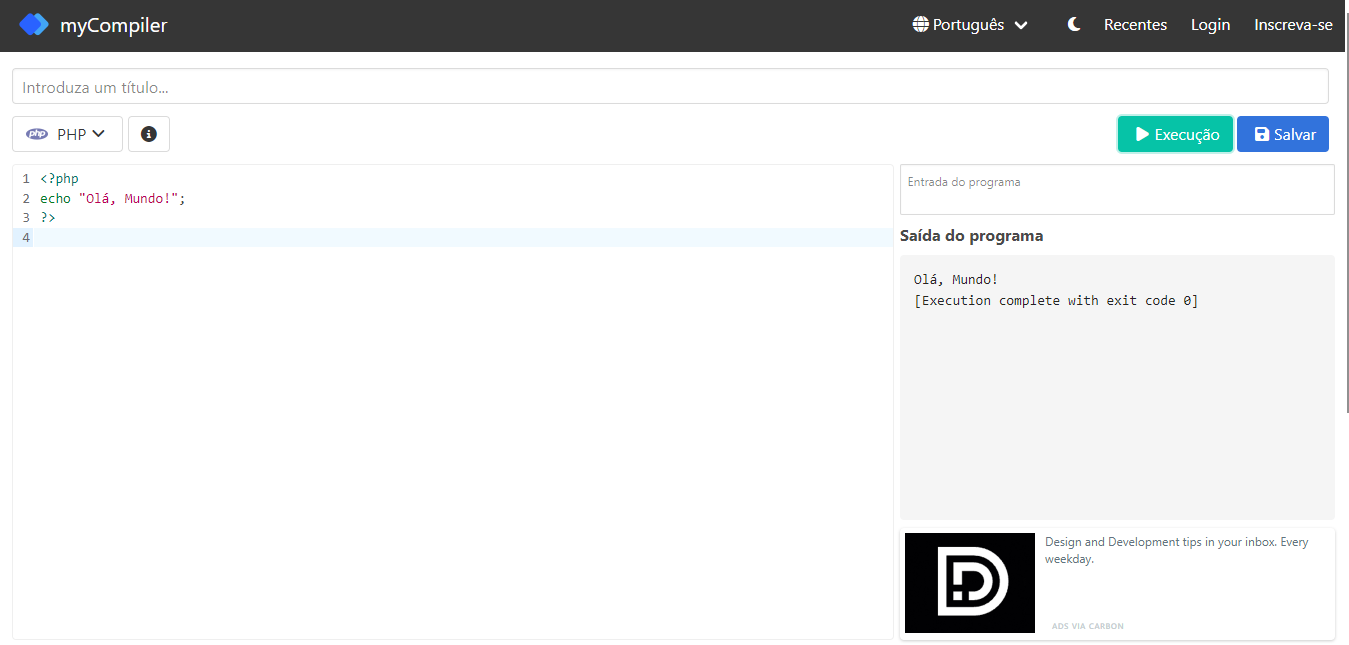 myCompiler
Português
Recentes
Login
Inscreva-se
Introduza um título...
php PHP
Execução
Salvar
1 <?php
2 echo "Olá, Mundo!";
3 ?>
4
Entrada do programa
Saída do programa
Olá, Mundo!
[Execution complete with exit code 0]
Design and Development tips in your inbox. Every
weekday.
ADS VIA CARBON